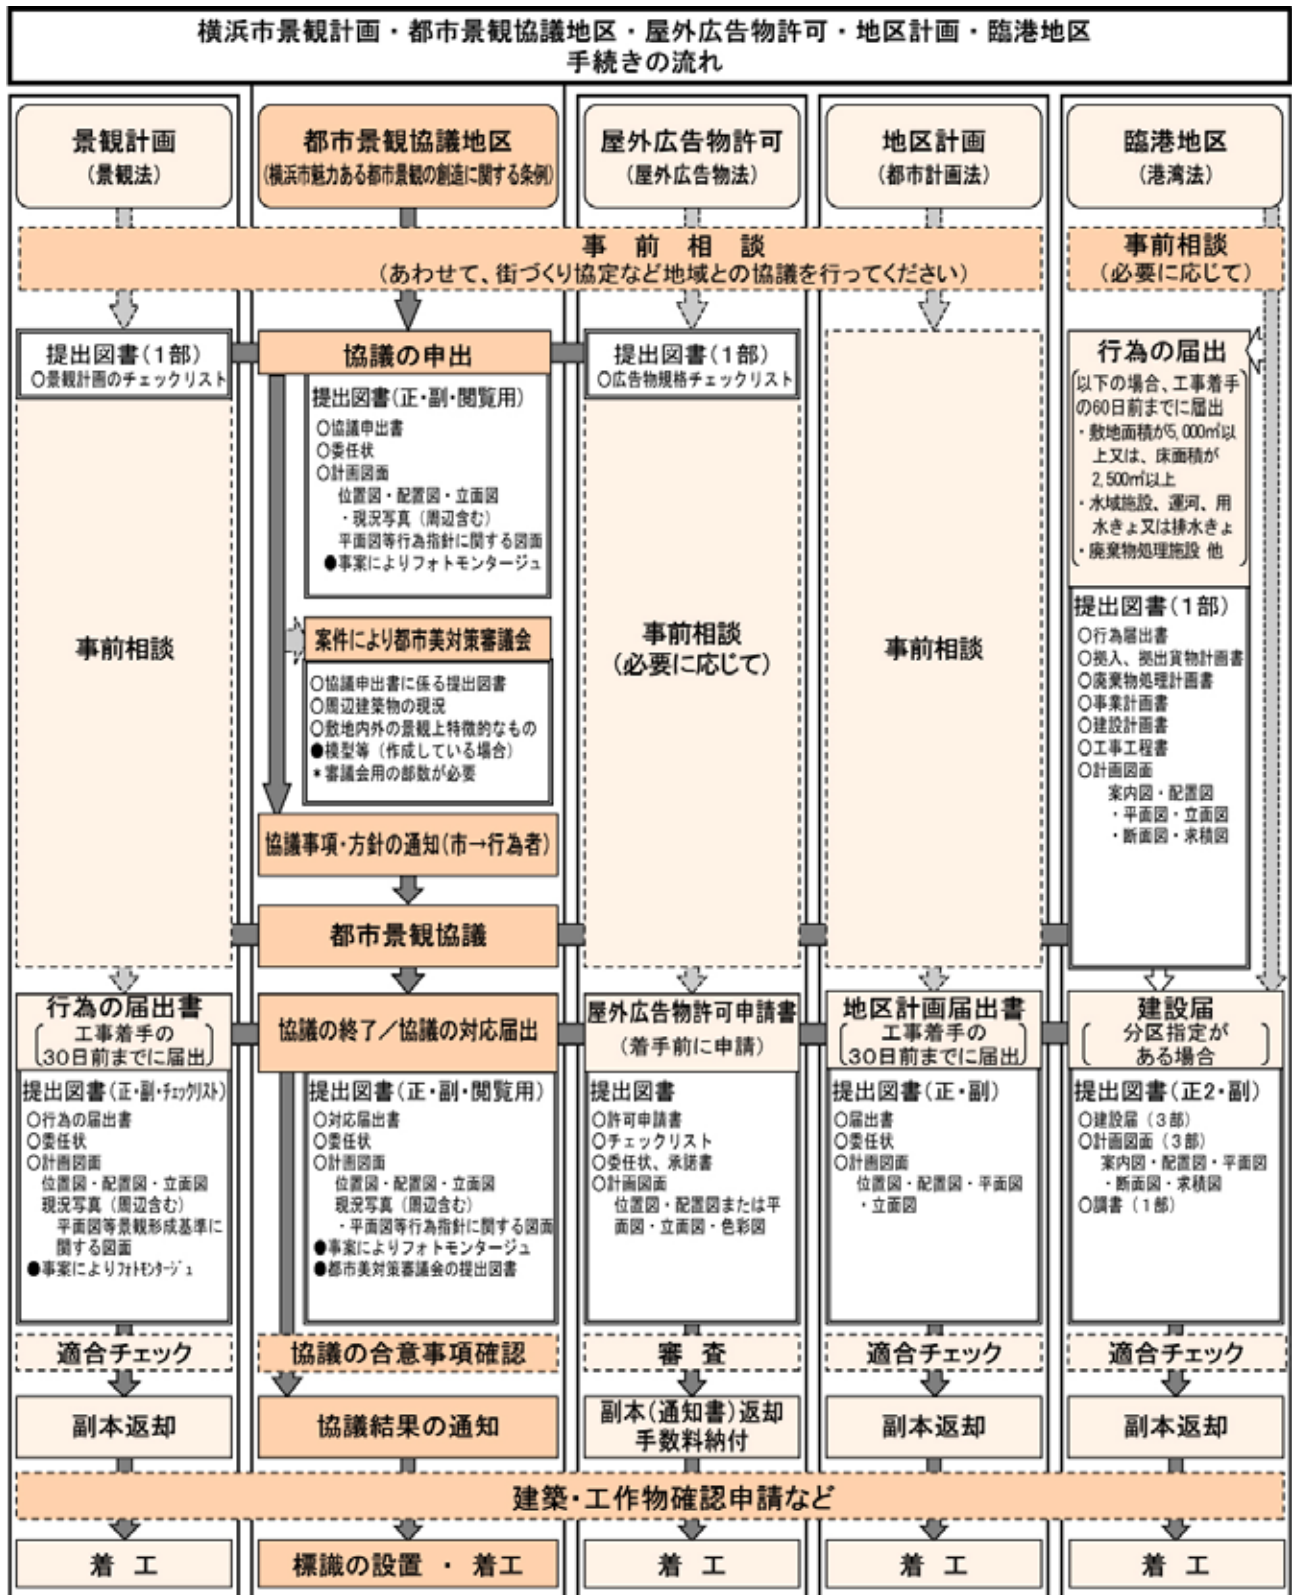 横浜市景観計画・都市景観協議地区・屋外広告物許可・地区計画・臨港地区
手続きの流れ
景観計画
(景観法)
都市景観協議地区
(横浜市魅力ある都市景観の創造に関する条例)
屋外広告物許可
(屋外広告物法)
地区計画
(都市計画法)
臨港地区
(港湾法)
事前相談
(あわせて、街づくり協定など地域との協議を行ってください)
事前相談
(必要に応じて)
提出図書(1部)
○景観計画のチェックリスト
事前相談
行為の届出書
工事着手の
30日前までに届出
提出図書(正・副・チェックリスト)
○行為の届出書
○委任状
○計画図面
位置図・配置図・立面図
現況写真(周辺含む)
平面図等景観形成基準に
関する図面
●事案によりフォトモンタージュ
適合チェック
副本返却
協議の申出
提出図書(正・副・閲覧用)
○協議申出書
○委任状
○計画図面
位置図・配置図・立面図
・現況写真(周辺含む)
平面図等行為指針に関する図面
●事案によりフォトモンタージュ
案件により都市美対策審議会
○協議申出書に係る提出図書
○周辺建築物の現況
○敷地内外の景観上特徴的なもの
●模型等(作成している場合)
*審議会用の部数が必要
協議事項・方針の通知(市→行為者)
都市景観協議
協議の終了/協議の対応届出
提出図書(正・副・閲覧用)
○対応届出書
○委任状
○計画図面
位置図・配置図・立面図
現況写真(周辺含む)
・平面図等行為指針に関する図面
●事案によりフォトモンタージュ
●都市美対策審議会の提出図書
協議の合意事項確認
協議結果の通知
提出図書(1部)
○広告物規格チェックリスト
事前相談
(必要に応じて)
屋外広告物許可申請書
(着手前に申請)
提出図書
○許可申請書
○チェックリスト
○委任状、承諾書
○計画図面
位置図・配置図または平
面図・立面図・色彩図
審査
副本(通知書)返却
手数料納付
事前相談
地区計画届出書
工事着手の
30日前までに届出
提出図書(正・副)
○届出書
○委任状
○計画図面
位置図・配置図・平面図
・立面図
適合チェック
副本返却
行為の届出
以下の場合、工事着手
の60日前までに届出
・敷地面積が5,000㎡以
上又は、床面積が
2,500㎡以上
・水域施設、運河、用
水きょ又は排水きょ
・廃棄物処理施設 他
提出図書(1部)
○行為届出書
○搬入、搬出貨物計画書
○廃棄物処理計画書
○事業計画書
○建設計画書
○工事工程書
○計画図面
案内図・配置図
・平面図・立面図
・断面図・求積図
建設届
分区指定が
ある場合
提出図書(正2・副)
○建設届(3部)
○計画図面(3部)
案内図・配置図・平面図
・断面図・求積図
○調書(1部)
適合チェック
副本返却
建築・工作物確認申請など
着工
標識の設置・着工
着工
着工
着工